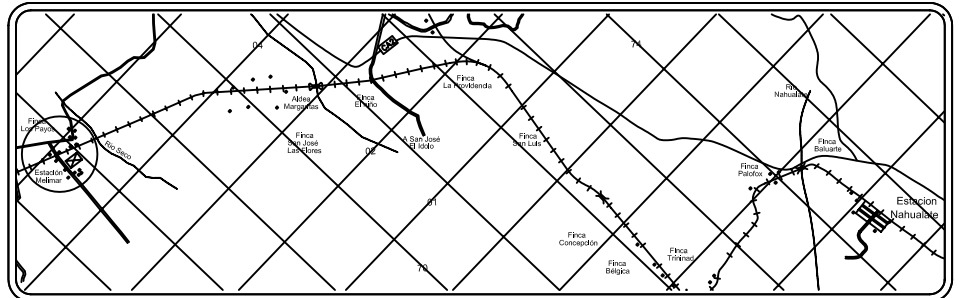 04
74
CA2
Finca
La Providencia
Río
Nahualate
Aldea
Margaritas
Finca
El niño
Finca
Los Payos
Finca
San José
Las Flores
A San José
El Idolo
Finca
San Luis
Finca
Baluarte
Río Seco
02
Estación
Melimar
Finca
Palofox
01
Estacion
Nahualate
Finca
Concepción
Finca
Trininad
Finca
Bélgica
70